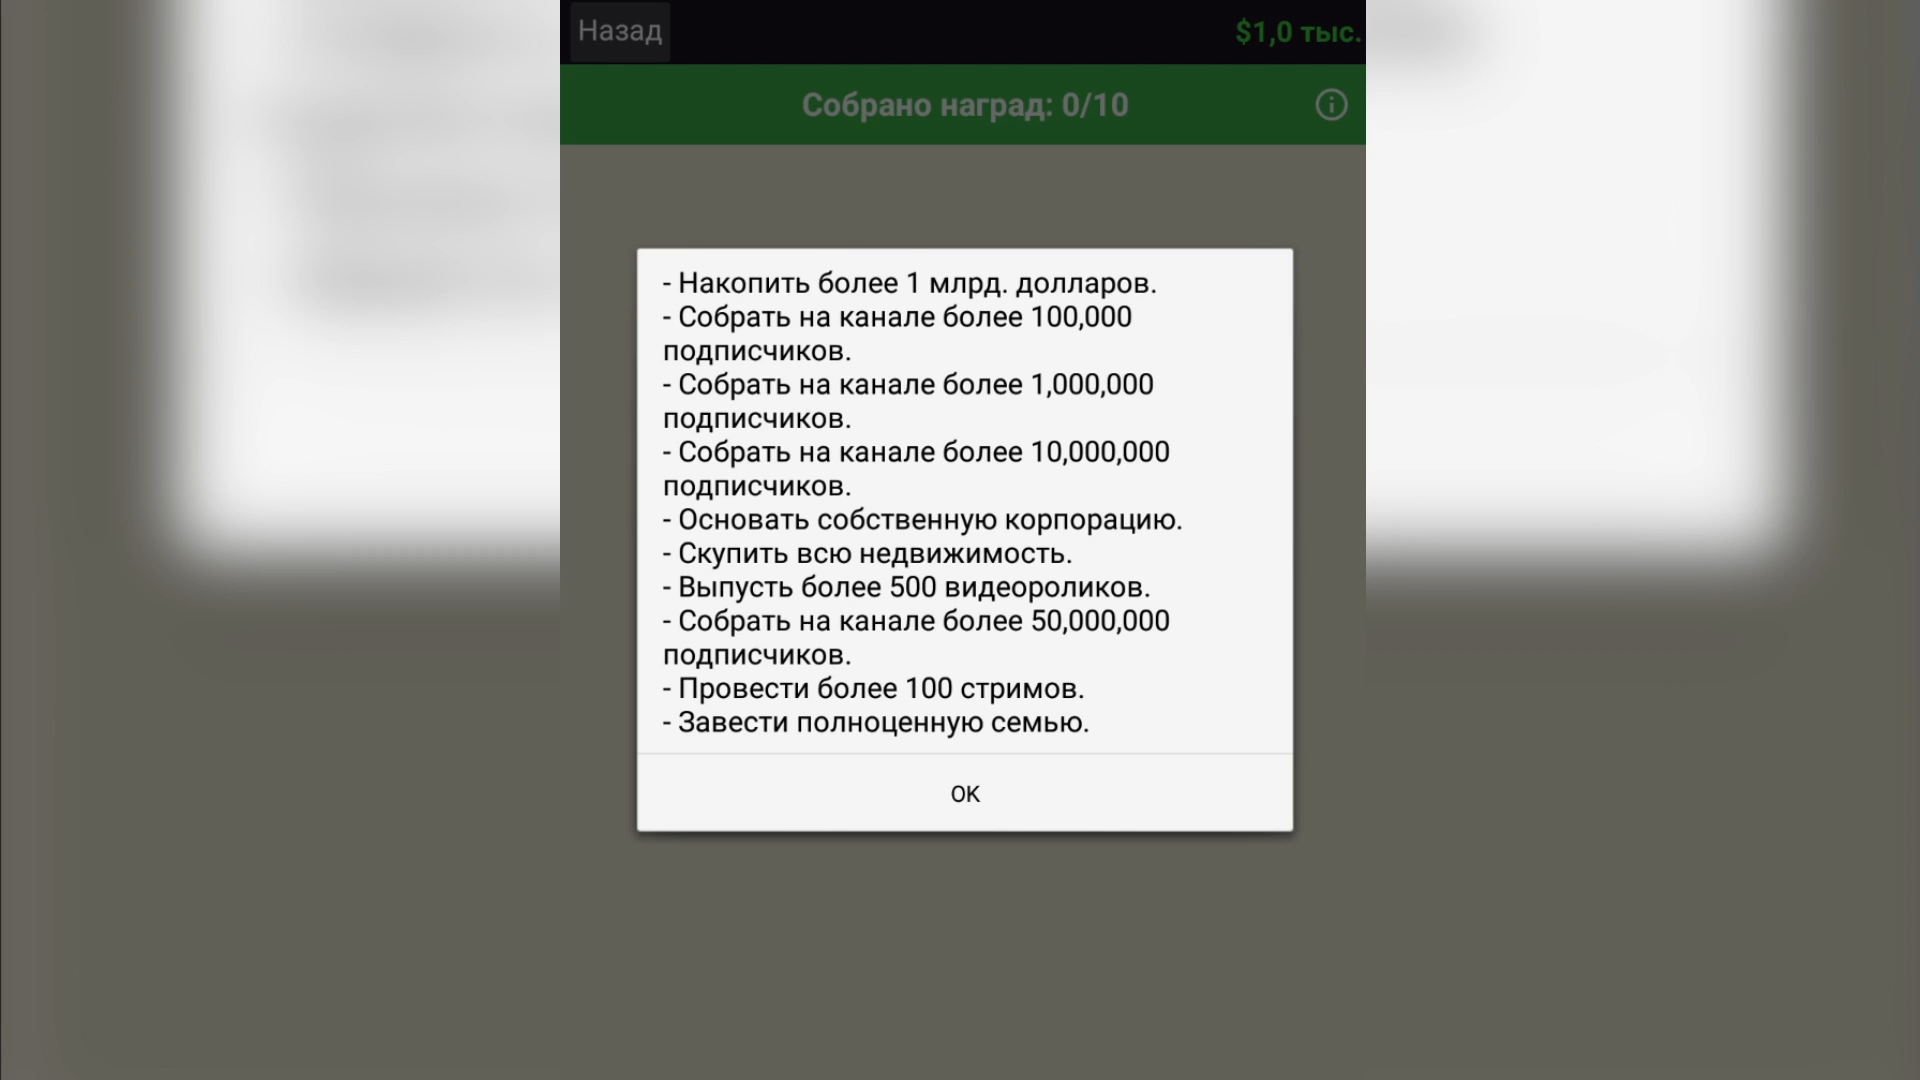 Назад
$1,0 тыс.
Собрано наград: 0/10
- Накопить более 1 млрд. долларов.
- Собрать на канале более 100,000
подписчиков.
- Собрать на канале более 1,000,000
подписчиков.
- Собрать на канале более 10,000,000
подписчиков.
- Основать собственную корпорацию.
- Скупить всю недвижимость.
- Выпусть более 500 видеороликов.
- Собрать на канале более 50,000,000
подписчиков.
- Провести более 100 стримов.
- Завести полноценную семью.
OK